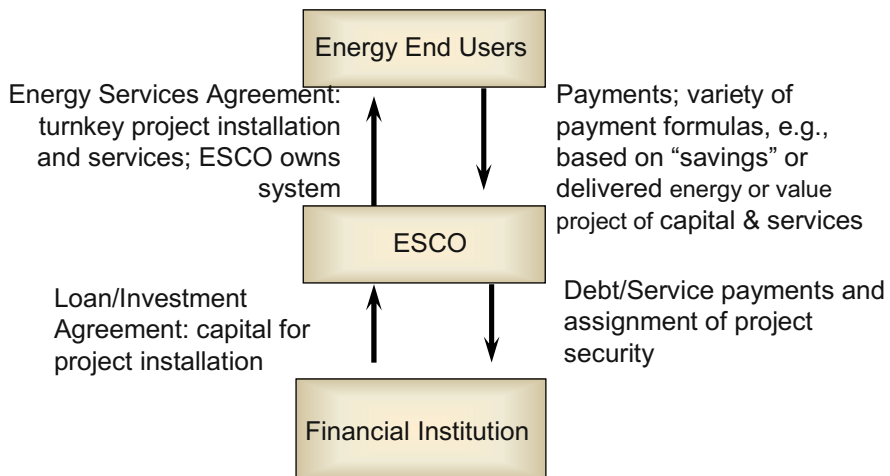 Energy End Users
Energy Services Agreement:
turnkey project installation
and services; ESCO owns
system
Payments; variety of
payment formulas, e.g.,
based on “savings” or
delivered energy or value
project of capital & services
ESCO
Loan/Investment
Agreement: capital for
project installation
Debt/Service payments and
assignment of project
security
Financial Institution